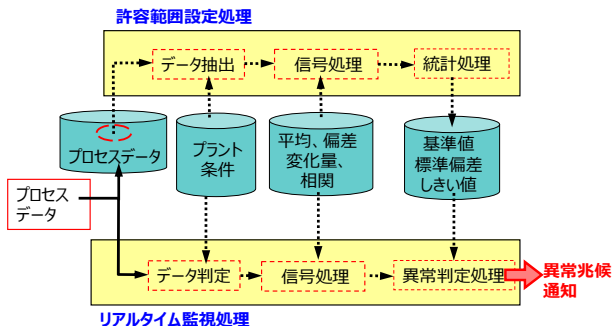 許容範囲設定処理
データ抽出
信号処理
統計処理
プロセスデータ
プラント
条件
平均、偏差
変化量、
相関
基準値
標準偏差
しきい値
プロセス
データ
データ判定
信号処理
異常判定処理
異常兆候
通知
リアルタイム監視処理